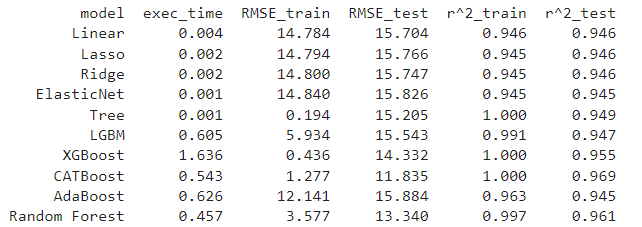 model exec_time RMSE_train RMSE_test r^2_train r^2_test
Linear 0.004 14.784 15.704 0.946 0.946
Lasso 0.002 14.794 15.766 0.945 0.946
Ridge 0.002 14.800 15.747 0.945 0.946
ElasticNet 0.001 14.840 15.826 0.945 0.945
Tree 0.001 0.194 15.205 1.000 0.949
LGBM 0.605 5.934 15.543 0.991 0.947
XGBoost 1.636 0.436 14.332 1.000 0.955
CATBoost 0.543 1.277 11.835 1.000 0.969
AdaBoost 0.626 12.141 15.884 0.963 0.945
Random Forest 0.457 3.577 13.340 0.997 0.961